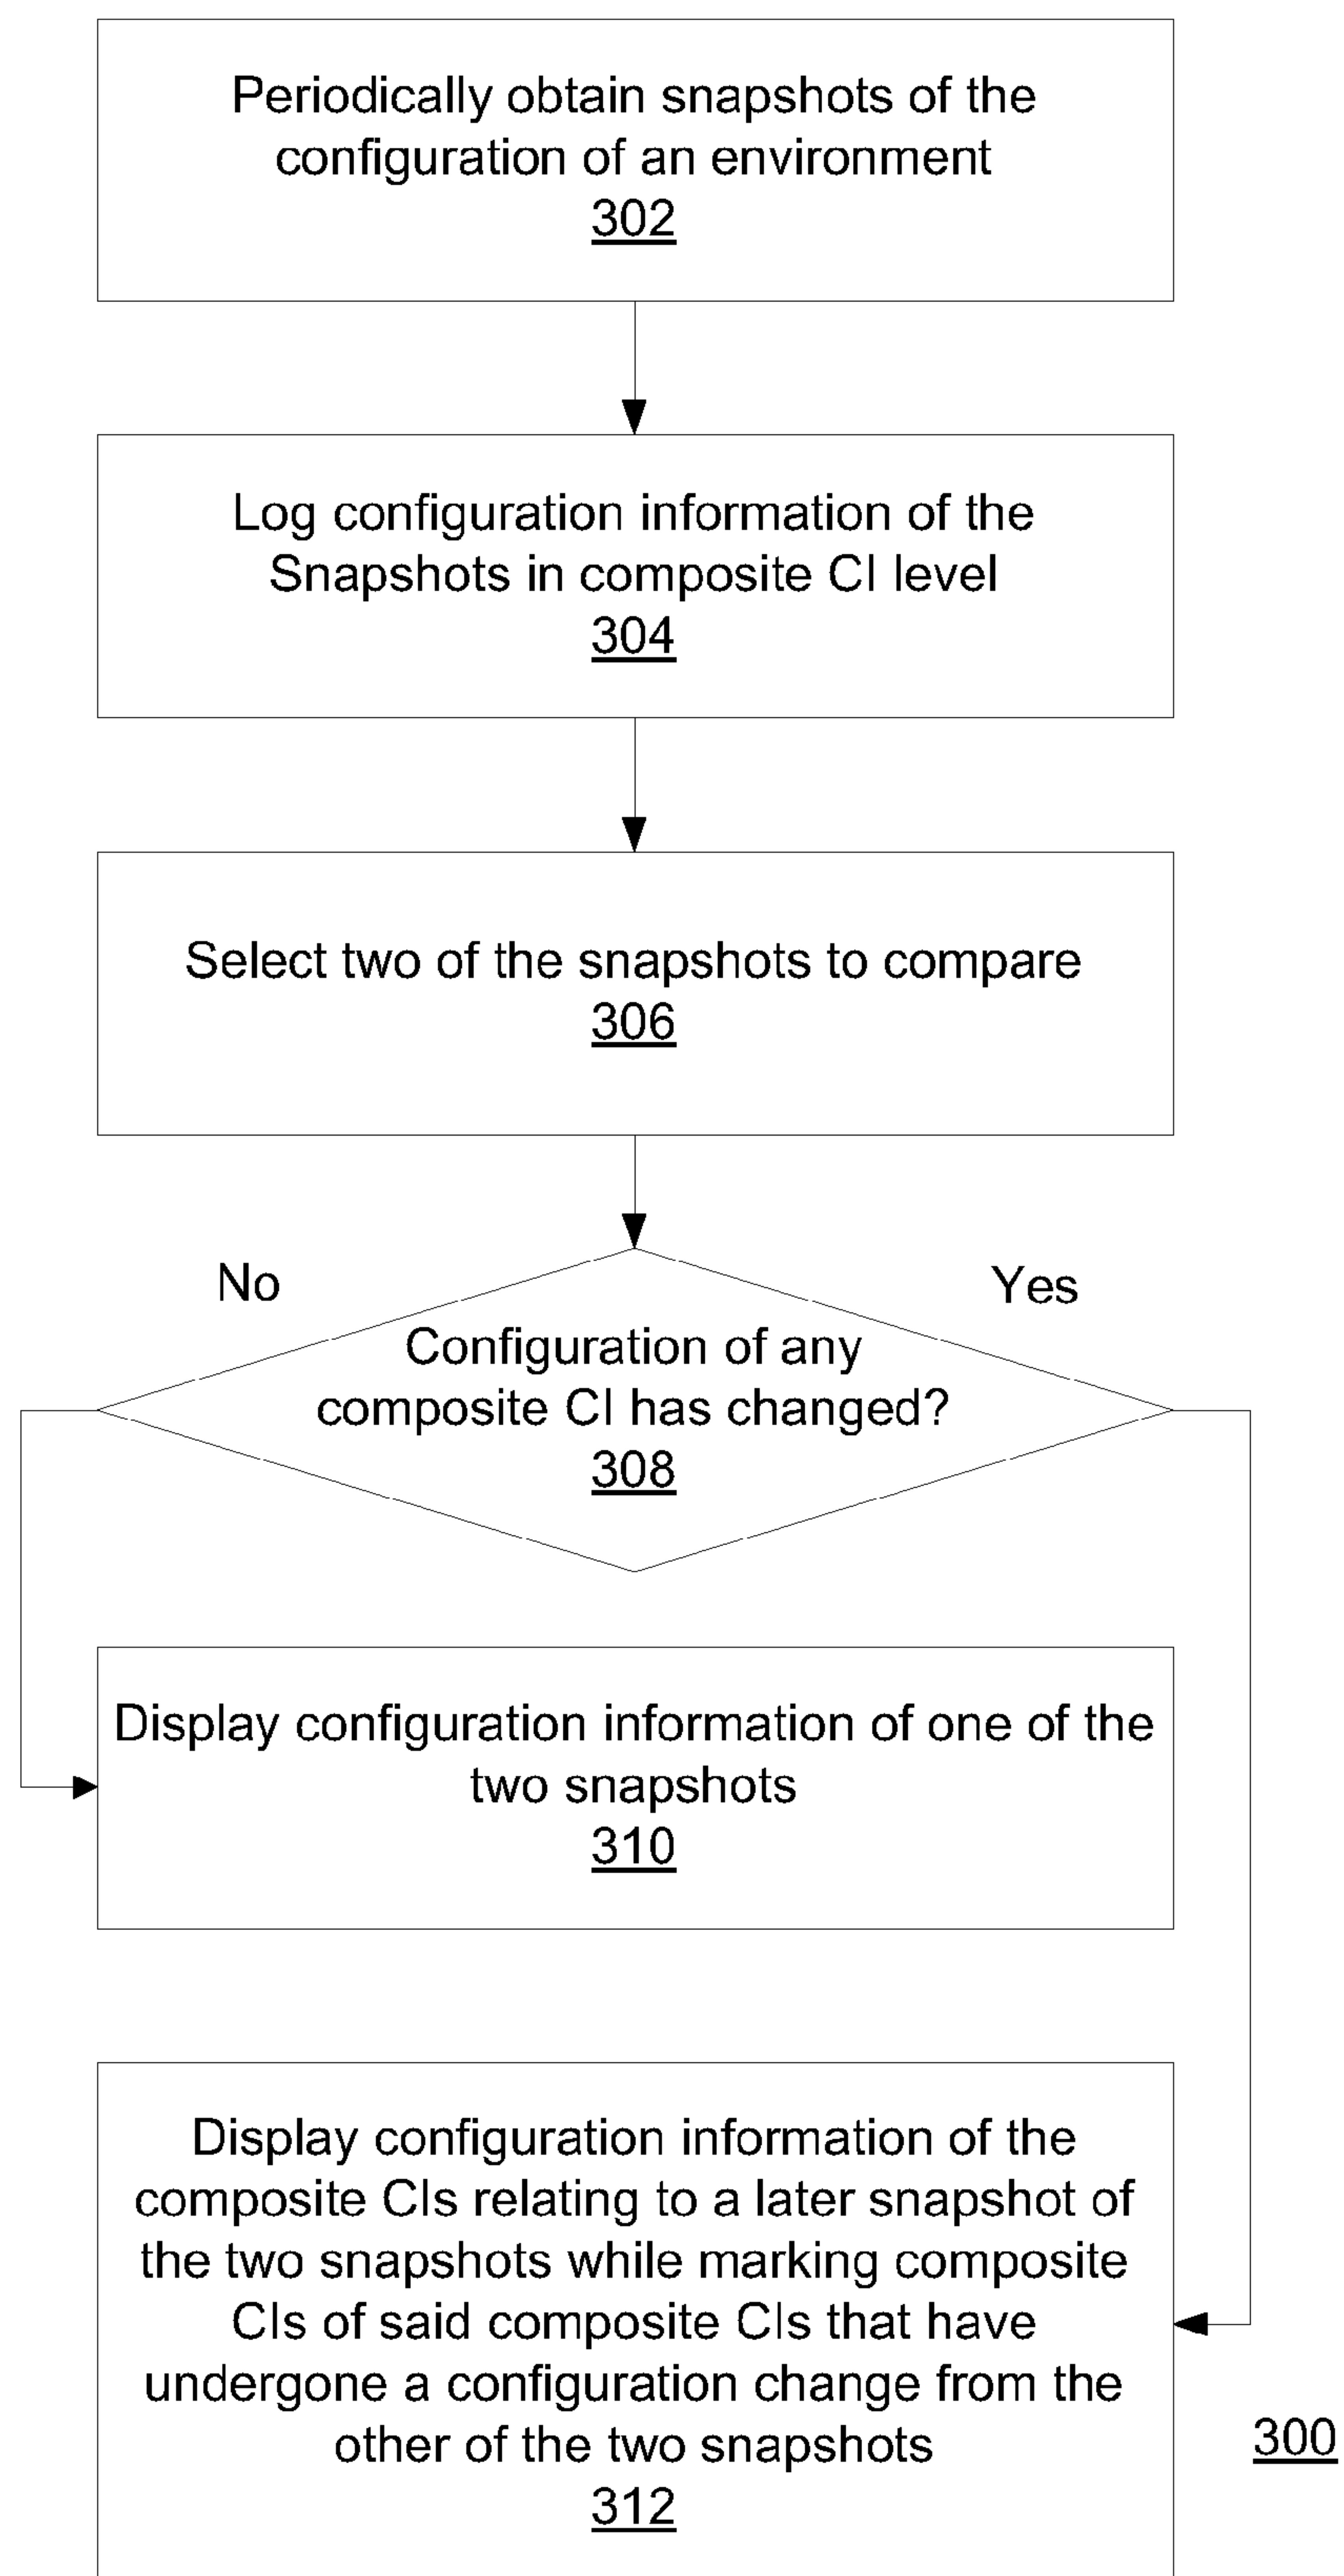 Periodically obtain snapshots of the
configuration of an environment
302
Log configuration information of the
Snapshots in composite CI level
304
Select two of the snapshots to compare
306
No
Yes
Configuration of any
composite CI has changed?
308
Display configuration information of one of the
two snapshots
310
Display configuration information of the
composite CIs relating to a later snapshot of
the two snapshots while marking composite
CIs of said composite CIs that have
undergone a configuration change from the
other of the two snapshots
312
300